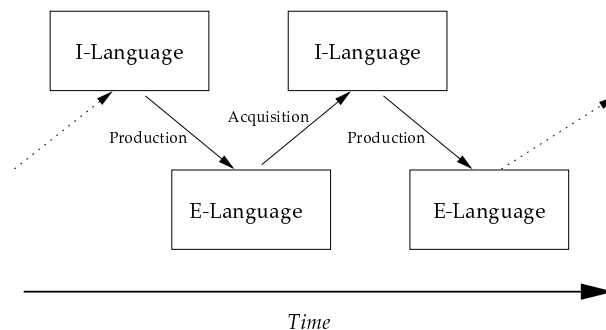 I-Language
I-Language
Acquisition
Production
Production
E-Language
E-Language
Time